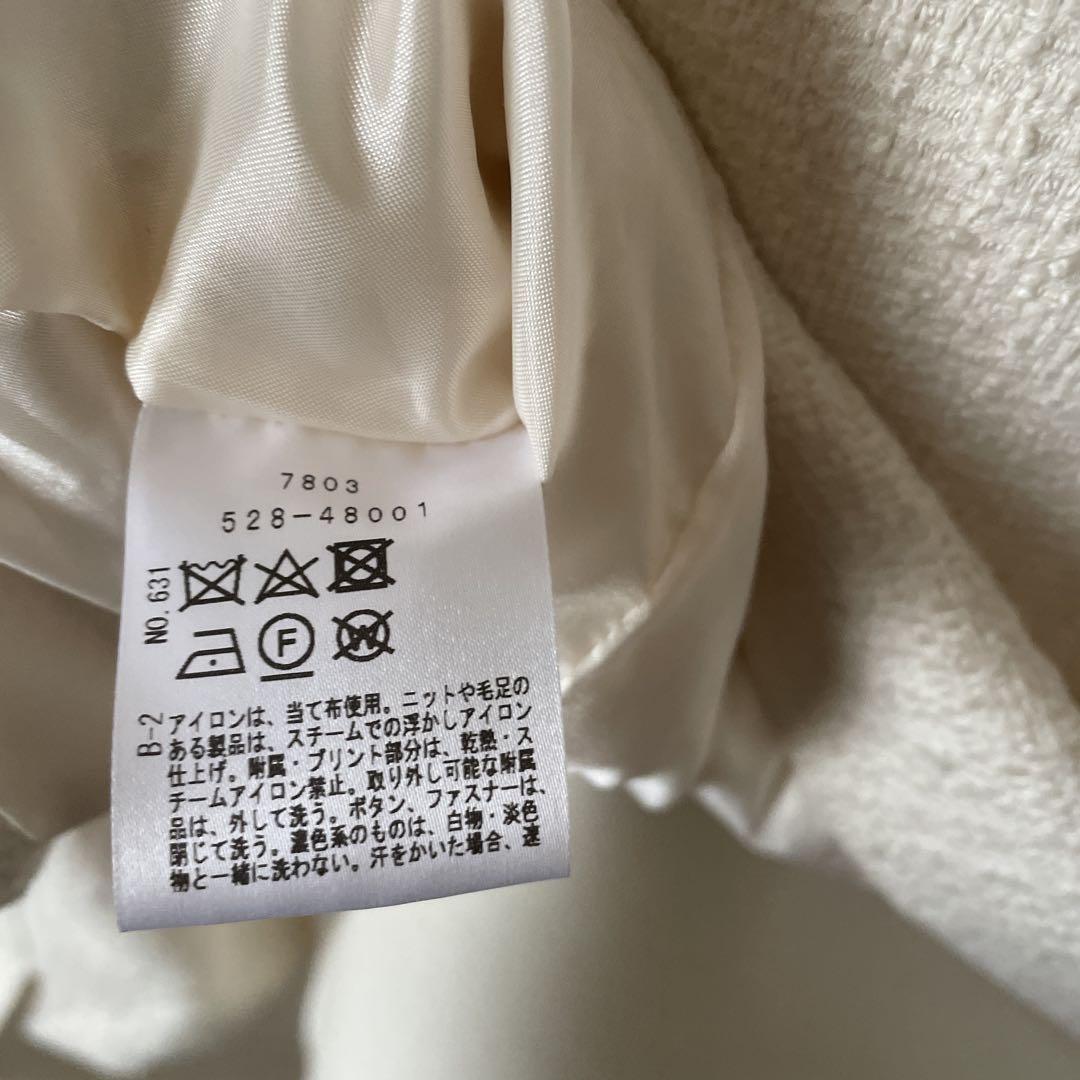 7803
528-48001
NO.631
F
W
B-2
アイロンは、当て布使用。ニットや毛足の
ある製品は、スチームでの浮かしアイロン
仕上げ。附属・プリント部分は、乾熱・ス
チームアイロン禁止。取り外し可能な附属
品は、外して洗う。ボタン、ファスナーは、
閉じて洗う。濃色系のものは、白物・淡色
物と一緒に洗わない。汗をかいた場合、速